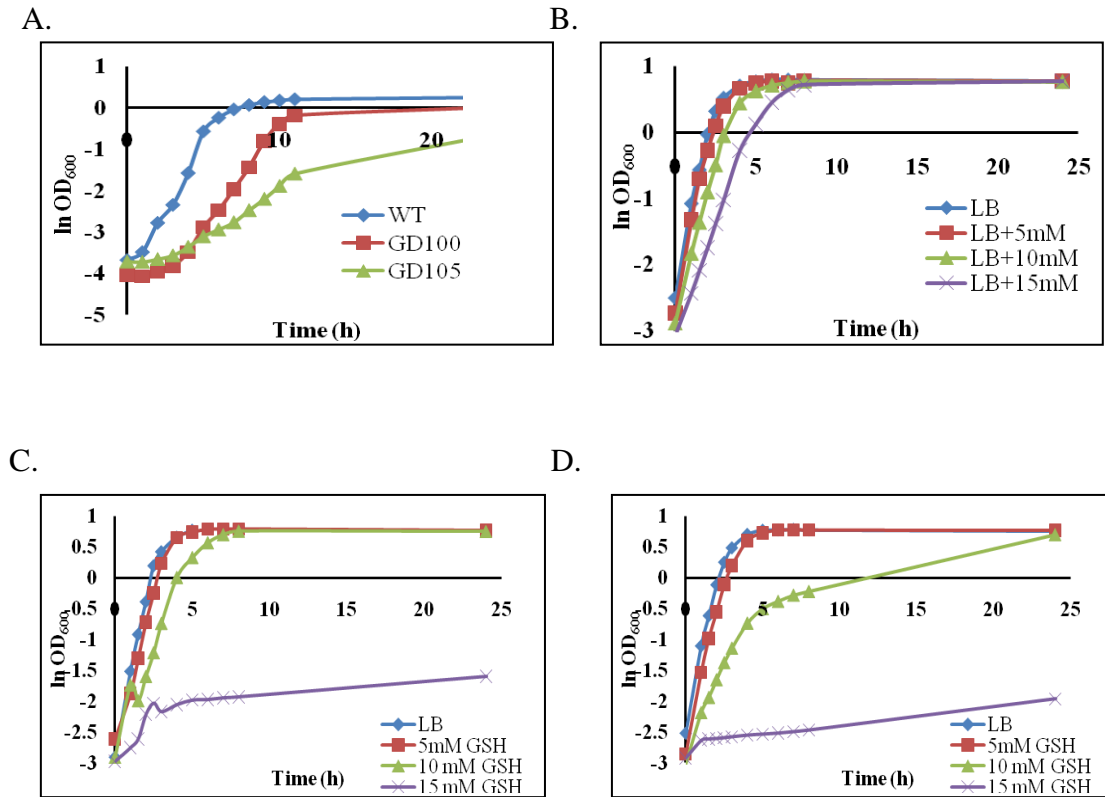 A.
B.
1
0
-1
-2
-3
-4
-5
0
10
20
ln OD600
Time (h)
WT
GD100
GD105
1
0
-1
-2
-3
0
5
10
15
20
25
ln OD600
Time (h)
LB
LB+5mM
LB+10mM
LB+15mM
C.
D.
1
0.5
0
-0.5
-1
-1.5
-2
-2.5
-3
0
5
10
15
20
25
ln OD600,
Time (h)
LB
5mM GSH
10 mM GSH
15 mM GSH
1
0.5
0
-0.5
-1
-1.5
-2
-2.5
-3
0
5
10
15
20
25
ln OD600,
Time (h)
LB
5mM GSH
10 mM GSH
15 mM GSH